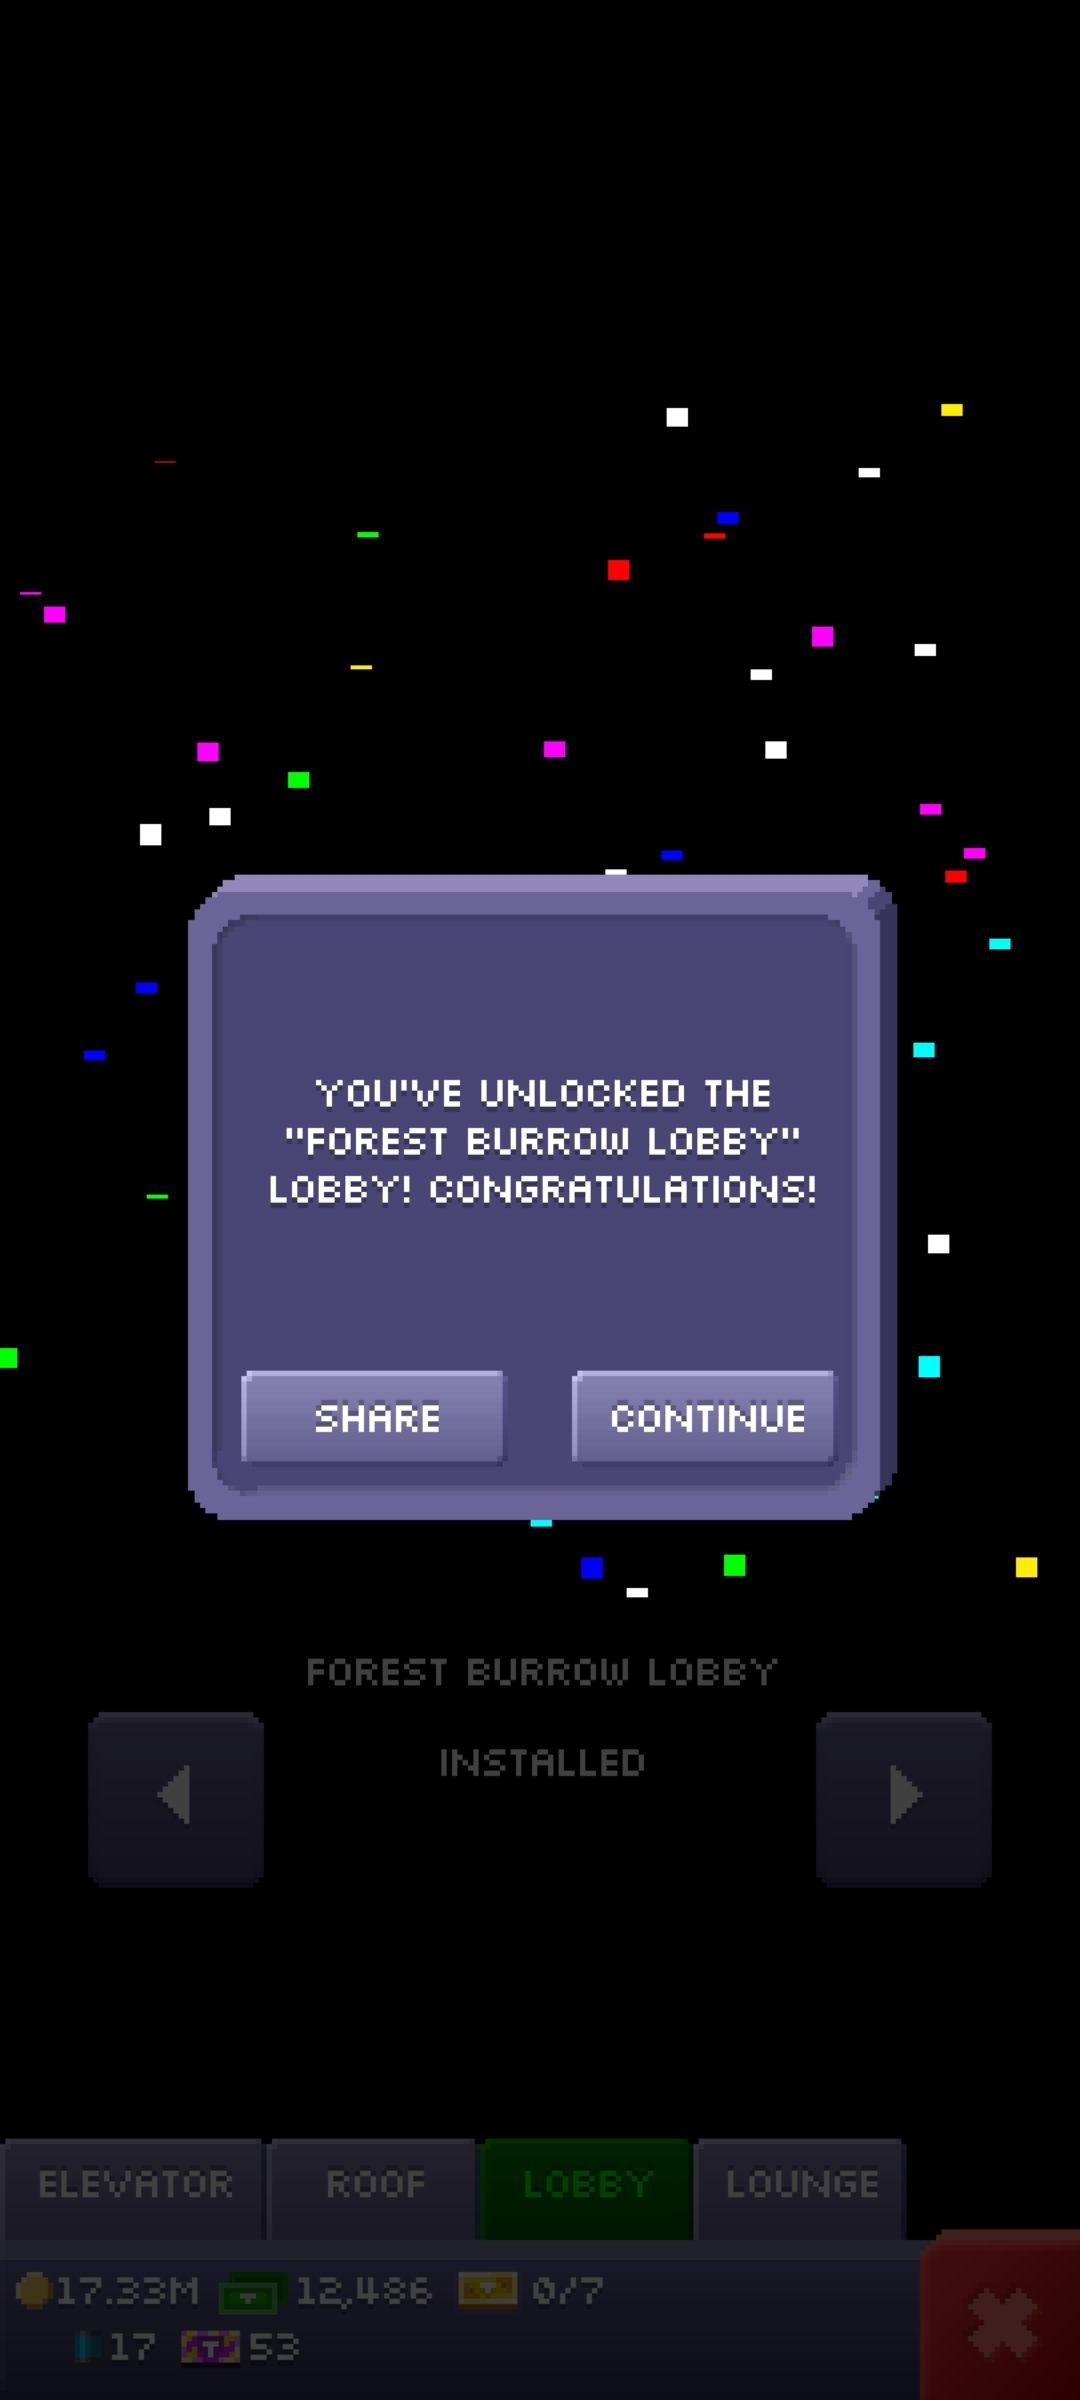 YOU'VE UNLOCKED THE
"FOREST BURROW LOBBY"
LOBBY! CONGRATULATIONS!
SHARE CONTINUE
FOREST BURROW LOBBY
INSTALLED
ELEVATOR ROOF LOBBY LOUNGE
17.33M 12,486 0/7
17 53